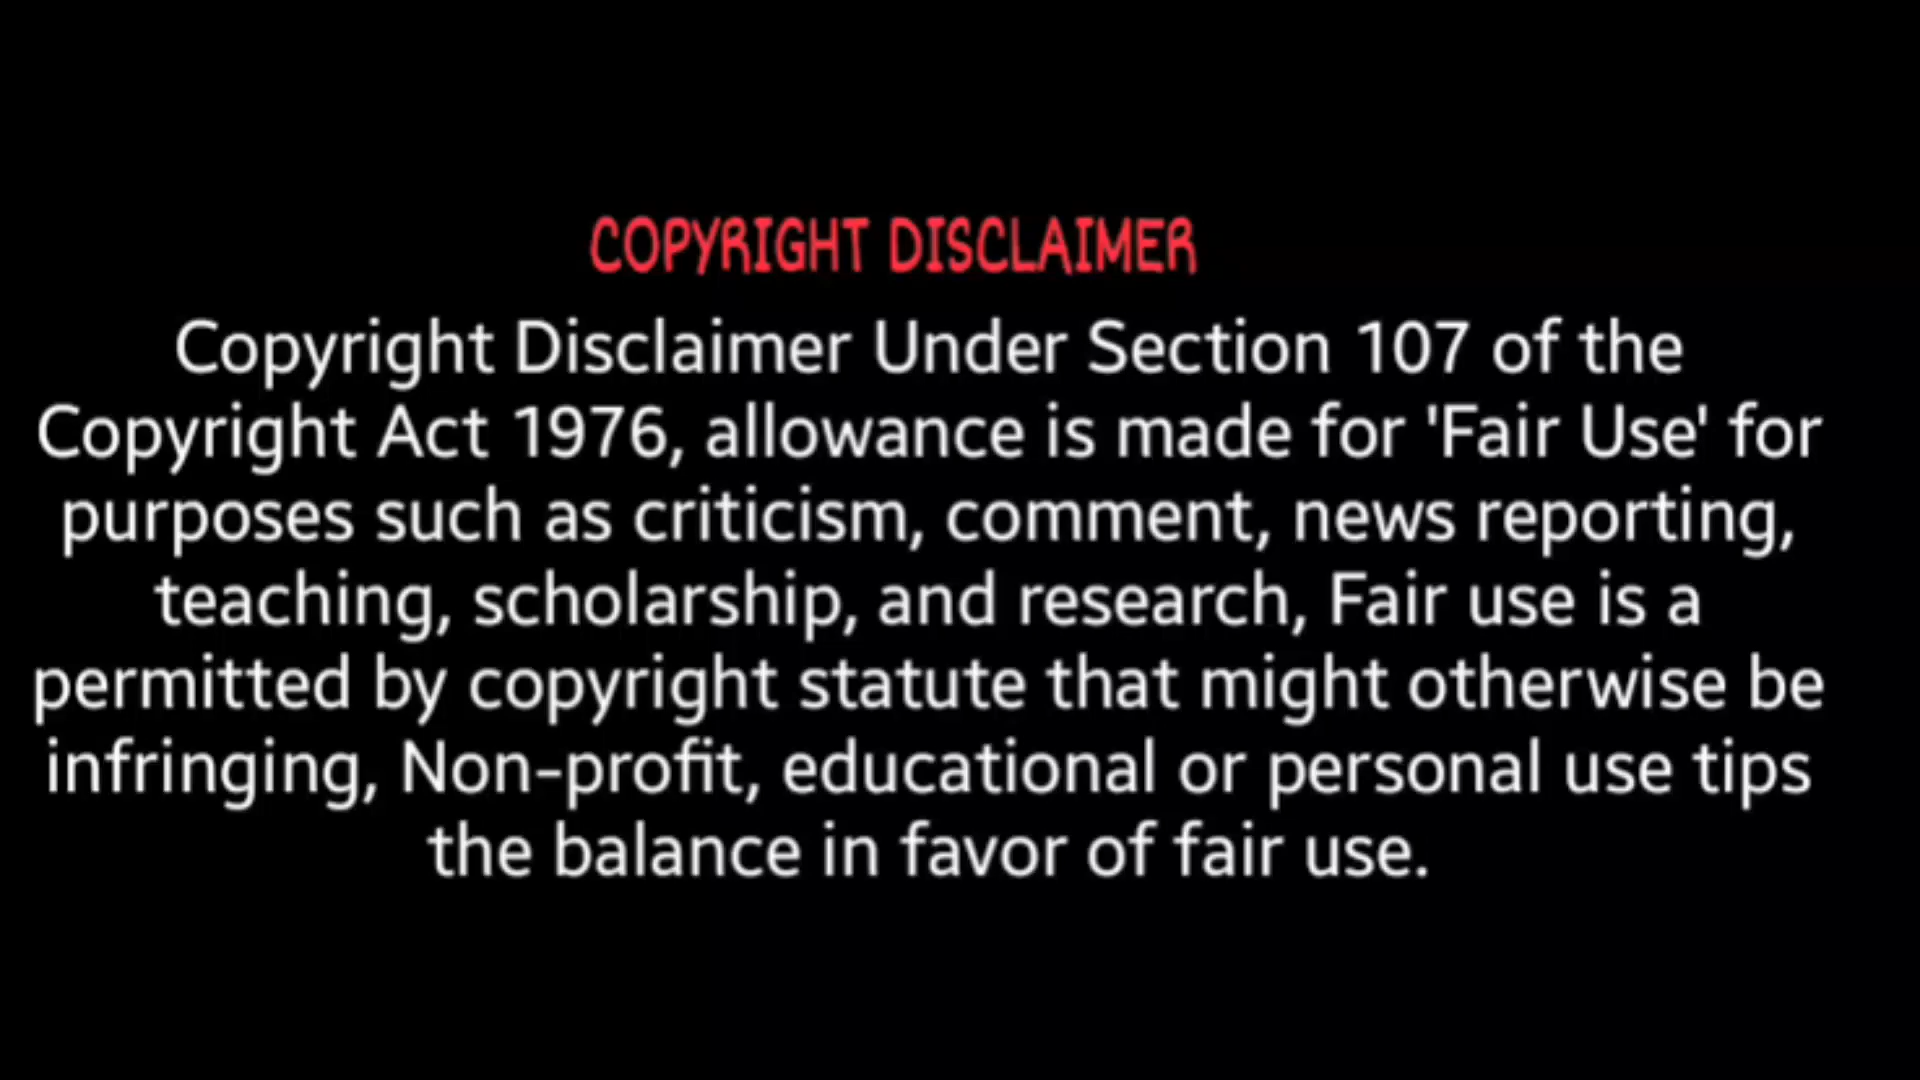 COPYRIGHT DISCLAIMER
Copyright Disclaimer Under Section 107 of the
Copyright Act 1976, allowance is made for 'Fair Use' for
purposes such as criticism, comment, news reporting,
teaching, scholarship, and research, Fair use is a
permitted by copyright statute that might otherwise be
infringing, Non-profit, educational or personal use tips
the balance in favor of fair use.